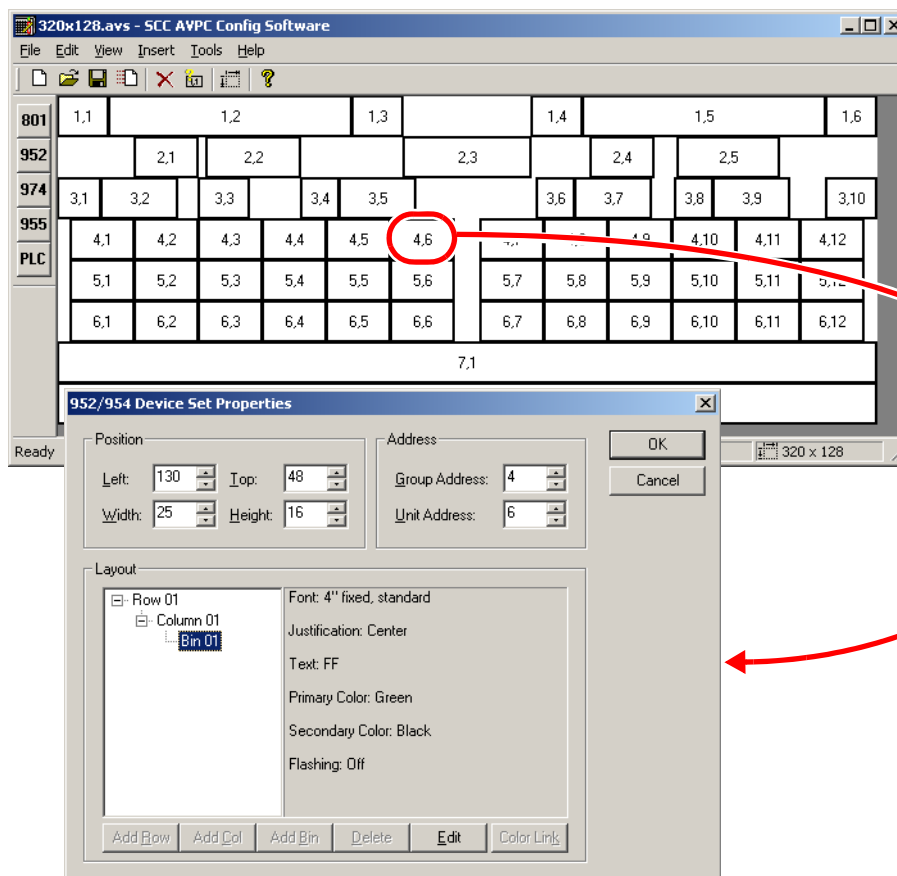 320x128.avs - SCC AVPC Config Software
File Edit View Insert Tools Help
801 1,1 1,2 1,3 1,4 1,5 1,6
952 2,1 2,2 2,3 2,4 2,5
974 3,1 3,2 3,3 3,4 3,5 3,6 3,7 3,8 3,9 3,10
955 4,1 4,2 4,3 4,4 4,5 4,6 4,9 4,10 4,11 4,12
PLC 5,1 5,2 5,3 5,4 5,5 5,6 5,7 5,8 5,9 5,10 5,11 5,12
6,1 6,2 6,3 6,4 6,5 6,6 6,7 6,8 6,9 6,10 6,11 6,12
7,1
Ready 320 x 128
952/954 Device Set Properties
Position
Left: 130 Top: 48
Width: 25 Height: 16
Address
Group Address: 4
Unit Address: 6
OK
Cancel
Layout
Row 01
Column 01
Bin 01
Font: 4'' fixed, standard
Justification: Center
Text: FF
Primary Color: Green
Secondary Color: Black
Flashing: Off
Add Row Add Col Add Bin Delete Edit Color Link